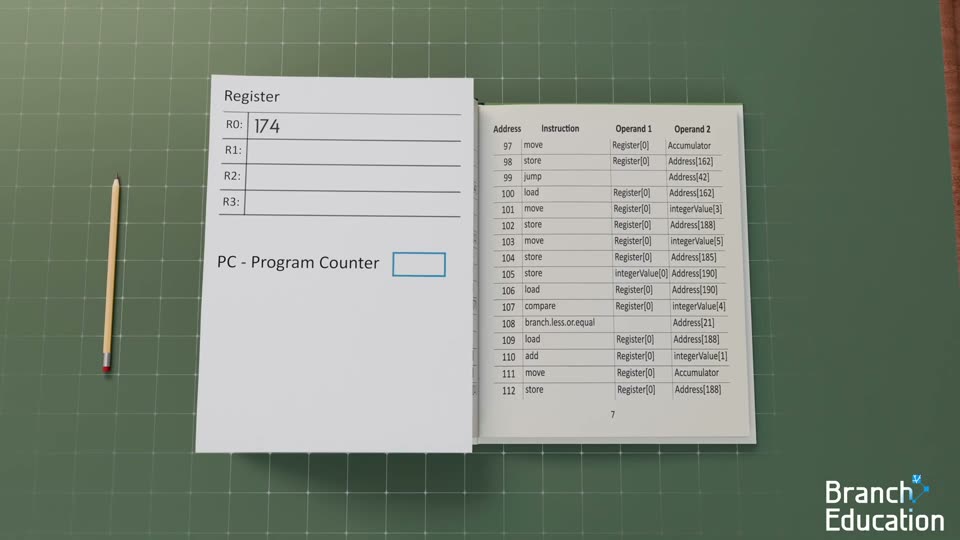 Register
R0: 174
R1:
R2:
R3:
PC - Program Counter
Address Instruction Operand 1 Operand 2
97 move Register[0] Accumulator
98 store Register[0] Address[162]
99 jump Address[42]
100 load Register[0] Address[162]
101 move Register[0] integerValue[3]
102 store Register[0] Address[188]
103 move Register[0] integerValue[5]
104 store Register[0] Address[185]
105 store integerValue[0] Address[190]
106 load Register[0] Address[190]
107 compare Register[0] integerValue[4]
108 branch.less.or.equal Address[21]
109 load Register[0] Address[188]
110 add Register[0] integerValue[1]
111 move Register[0] Accumulator
112 store Register[0] Address[188]
7
Branch
Education